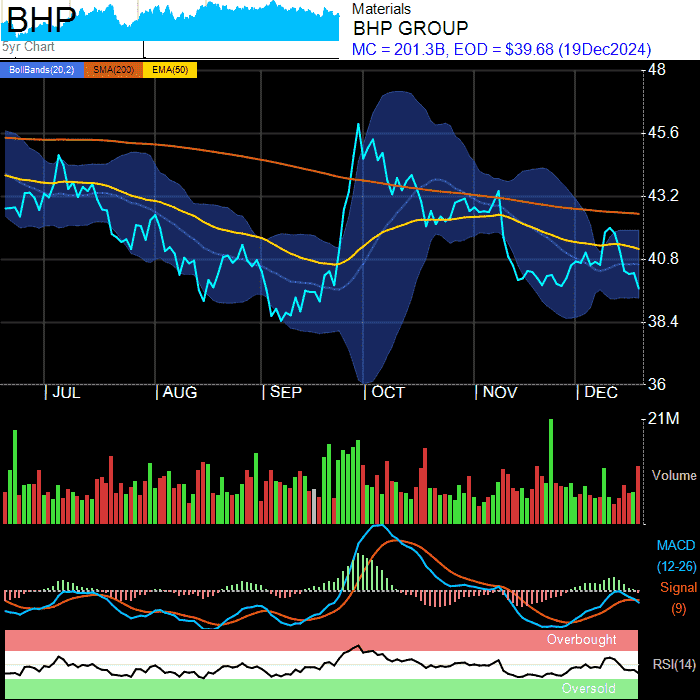 BHP
5yr Chart
Materials
BHP GROUP
MC = 201.3B, EOD = $39.68 (19Dec2024)
BollBands(20,2) SMA(200) EMA(50)
48
45.6
43.2
40.8
38.4
36
JUL AUG SEP OCT NOV DEC
21M
Volume
MACD
(12-26)
Signal
(9)
Overbought
RSI(14)
Oversold